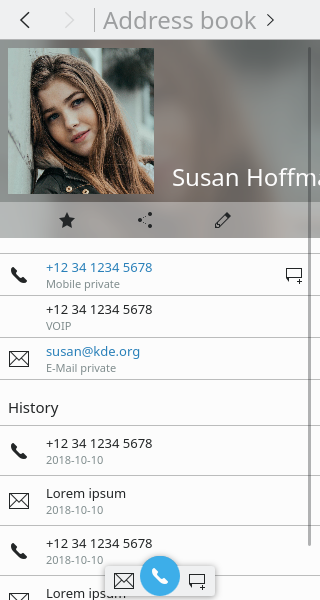 Address book
Susan Hoffma
+12 34 1234 5678
Mobile private
+12 34 1234 5678
VOIP
susan@kde.org
E-Mail private
History
+12 34 1234 5678
2018-10-10
Lorem ipsum
2018-10-10
+12 34 1234 5678
2018-10-10
Lorem ipsum